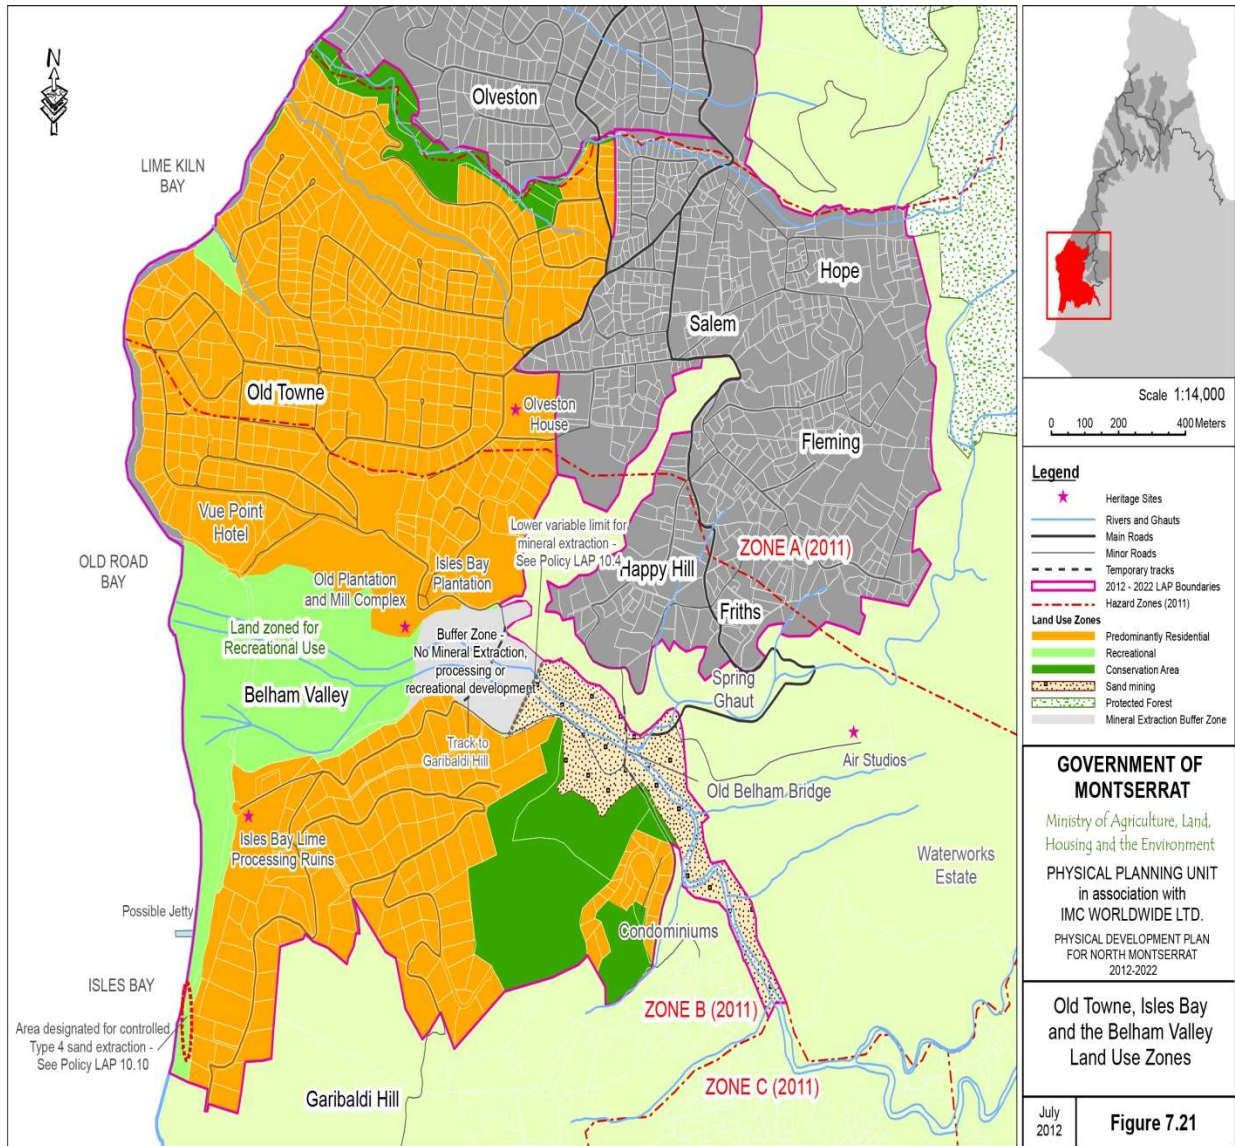 N
Olveston
LIME KILN
BAY
Hope
Salem
Old Towne
Olveston
House
Fleming
Vue Point
Hotel
Lower variable limit for
mineral extraction -
See Policy LAP 10.4
ZONE A (2011)
OLD ROAD
BAY
Isles Bay
Plantation
Old Plantation
and Mill Complex
Happy Hill
Friths
Land zoned for
Recreational Use
Buffer Zone -
No Mineral Extraction,
processing or
recreational development
Belham Valley
Spring
Ghaut
Track to
Garibaldi Hill
Air Studios
Old Belham Bridge
Isles Bay Lime
Processing Ruins
Waterworks
Estate
Possible Jetty
Condominiums
ISLES BAY
ZONE B (2011)
Area designated for controlled
Type 4 sand extraction -
See Policy LAP 10.10
ZONE C (2011)
Garibaldi Hill
Scale 1:14,000
0 100 200 400 Meters
Legend
Heritage Sites
Rivers and Ghauts
Main Roads
Minor Roads
Temporary tracks
2012 - 2022 LAP Boundaries
Hazard Zones (2011)
Land Use Zones
Predominantly Residential
Recreational
Conservation Area
Sand mining
Protected Forest
Mineral Extraction Buffer Zone
GOVERNMENT OF
MONTSERRAT
Ministry of Agriculture, Land,
Housing and the Environment
PHYSICAL PLANNING UNIT
in association with
IMC WORLDWIDE LTD.
PHYSICAL DEVELOPMENT PLAN
FOR NORTH MONTSERRAT
2012-2022
Old Towne, Isles Bay
and the Belham Valley
Land Use Zones
July
2012
Figure 7.21